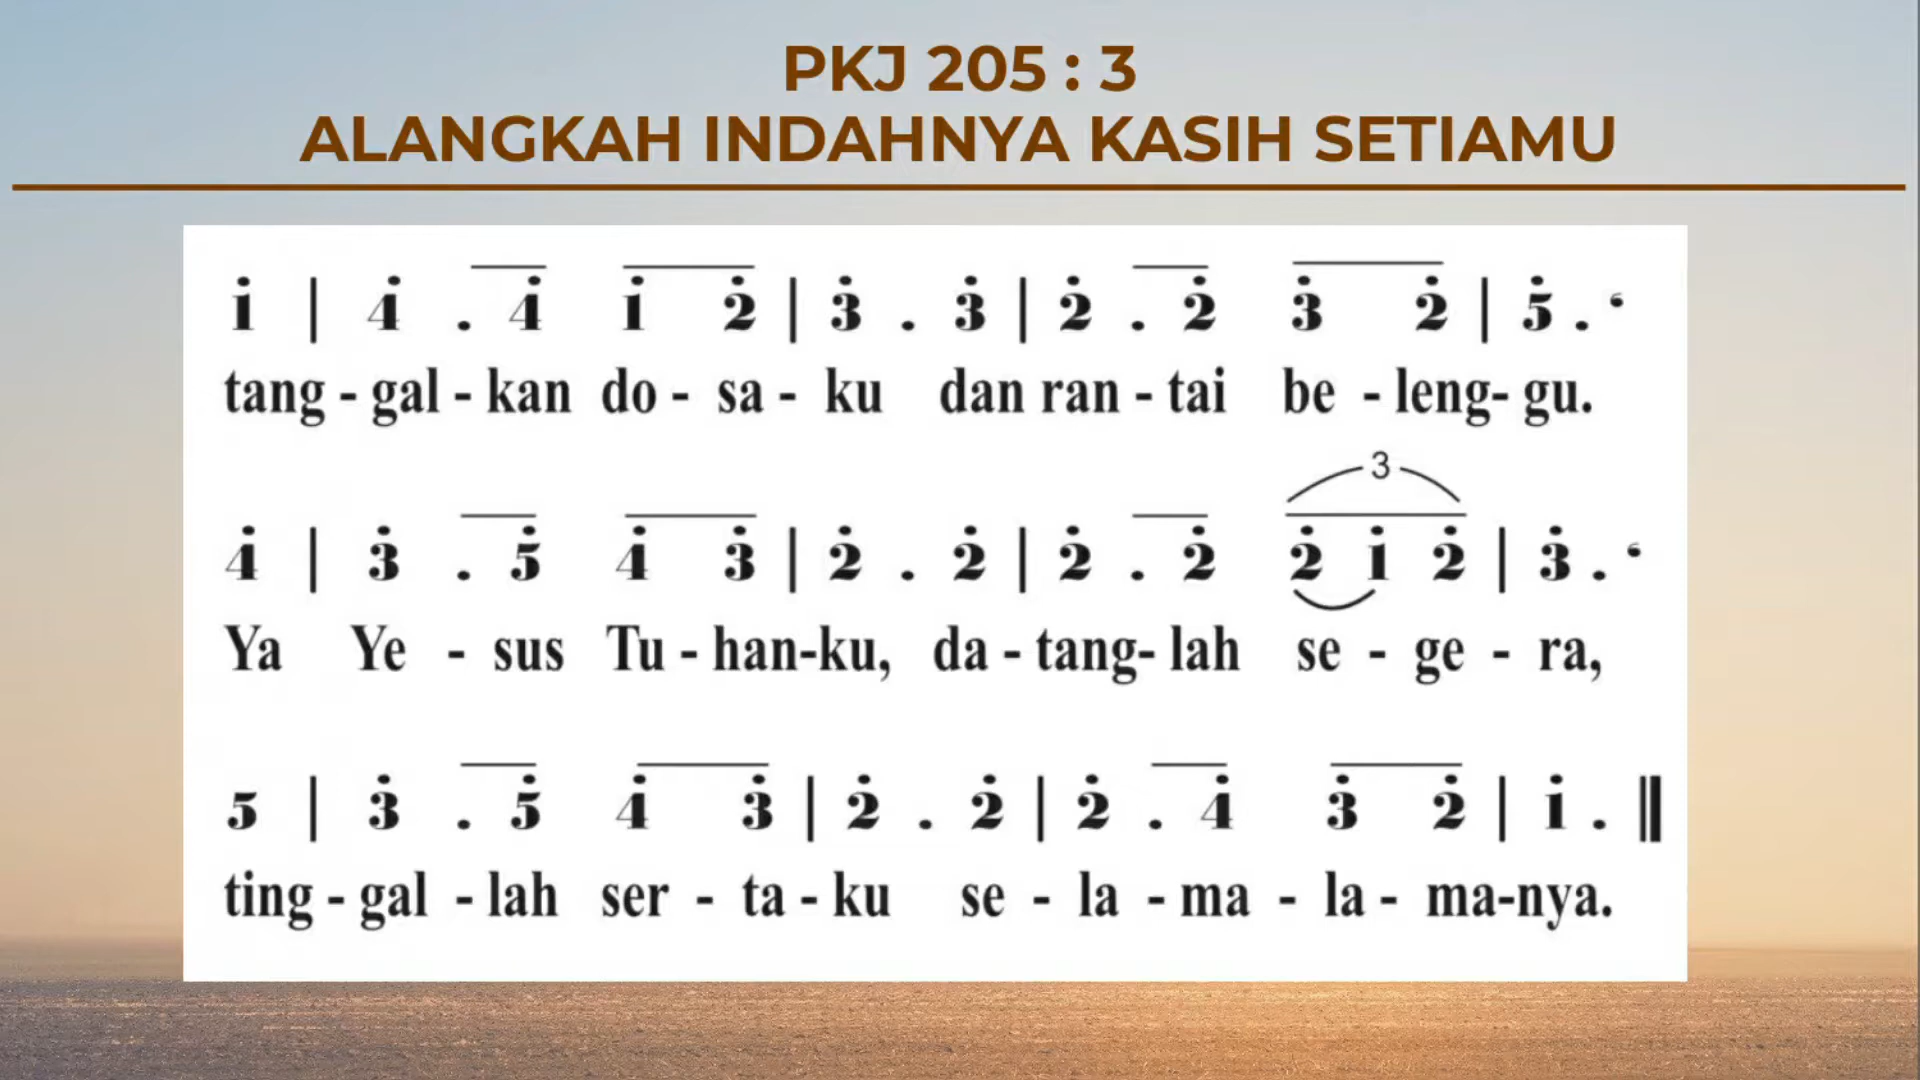 PKJ 205 : 3
ALANGKAH INDAHNYA KASIH SETIAMU
i̇ | 4̇ . 4̇ i̇ 2̇ | 3̇ . 3̇ | 2̇ . 2̇ 3̇ 2̇ | 5̇ . ‘
tang - gal - kan do - sa - ku dan ran - tai be - leng- gu.
3
4̇ | 3̇ . 5̇ 4̇ 3̇ | 2̇ . 2̇ | 2̇ . 2̇ 2̇ i̇ 2̇ | 3̇ . ‘
Ya Ye - sus Tu - han-ku, da - tang- lah se - ge - ra,
5 | 3̇ . 5̇ 4̇ 3̇ | 2̇ . 2̇ | 2̇ . 4̇ 3̇ 2̇ | i̇ . ||
ting - gal - lah ser - ta - ku se - la - ma - la - ma-nya.